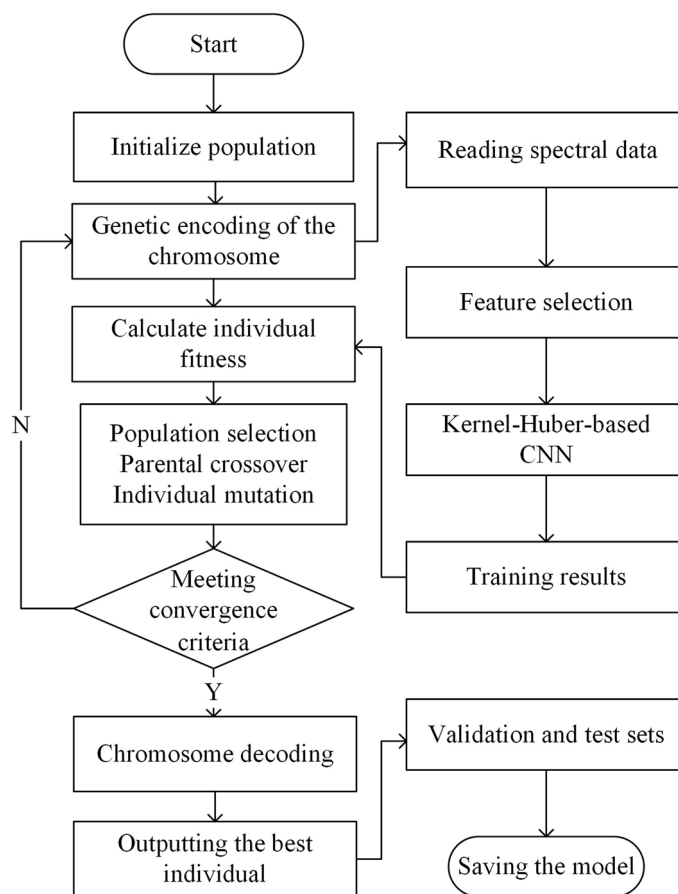 Start
Initialize population
Genetic encoding of the
chromosome
Calculate individual
fitness
Population selection
Parental crossover
Individual mutation
N
Meeting
convergence
criteria
Y
Chromosome decoding
Outputting the best
individual
Reading spectral data
Feature selection
Kernel-Huber-based
CNN
Training results
Validation and test sets
Saving the model